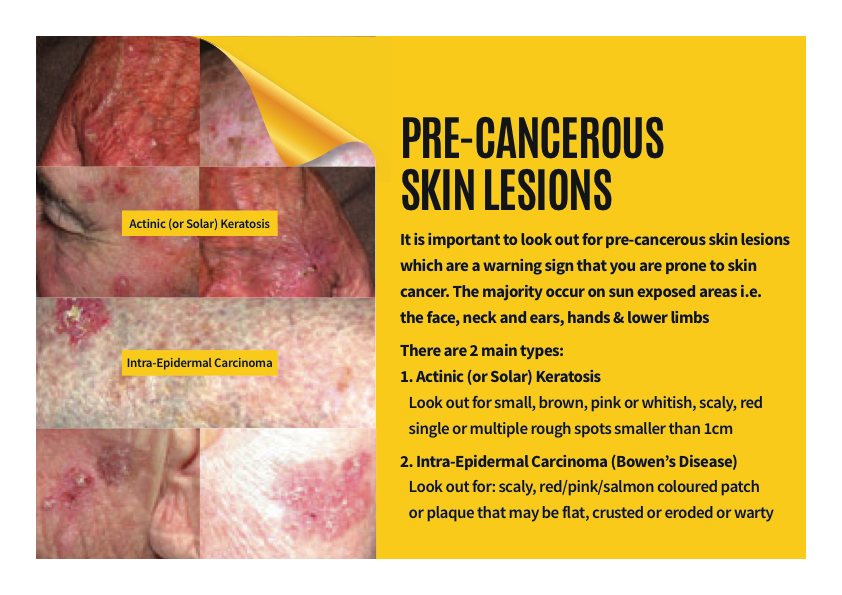 PRE-CANCEROUS
SKIN LESIONS
It is important to look out for pre-cancerous skin lesions
which are a warning sign that you are prone to skin
cancer. The majority occur on sun exposed areas i.e.
the face, neck and ears, hands & lower limbs
There are 2 main types:
1. Actinic (or Solar) Keratosis
Look out for small, brown, pink or whitish, scaly, red
single or multiple rough spots smaller than 1cm
2. Intra-Epidermal Carcinoma (Bowen’s Disease)
Look out for: scaly, red/pink/salmon coloured patch
or plaque that may be flat, crusted or eroded or warty
Actinic (or Solar) Keratosis
Intra-Epidermal Carcinoma